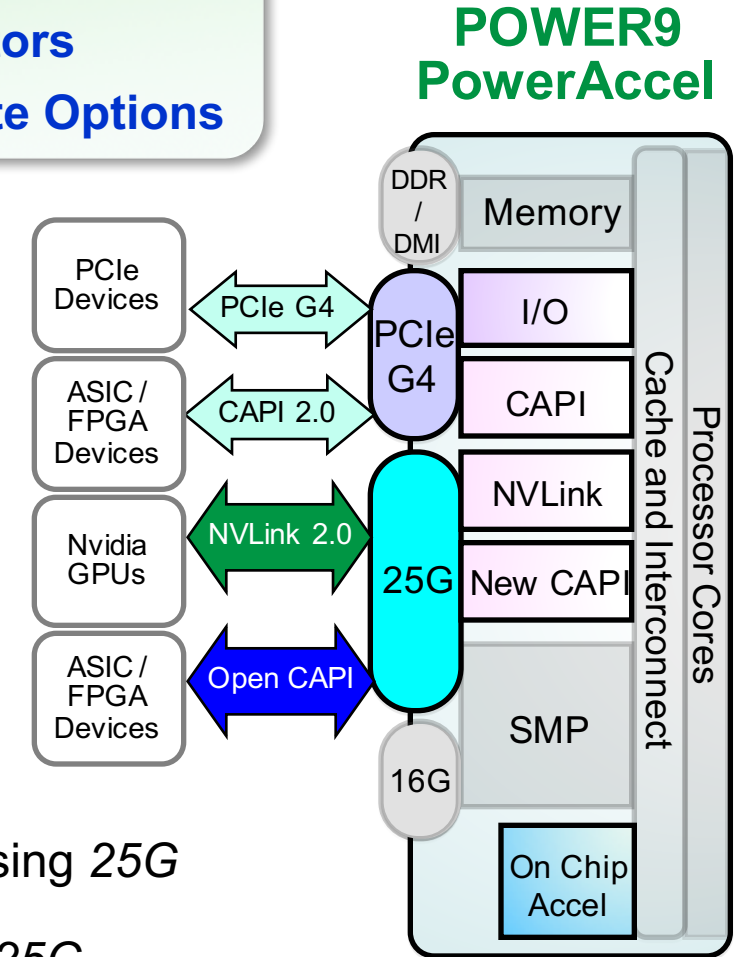 POWER9
PowerAccel
ors
te Options
DDR
/
DMI
Memory
PCIe
Devices
PCIe G4
PCIe
G4
I/O
ASIC /
FPGA
Devices
CAPI 2.0
CAPI
Nvidia
GPUs
NVLink 2.0
25G
NVLink
New CAPI
ASIC /
FPGA
Devices
Open CAPI
SMP
16G
On Chip
Accel
Cache and Interconnect
Processor Cores
sing 25G
25G